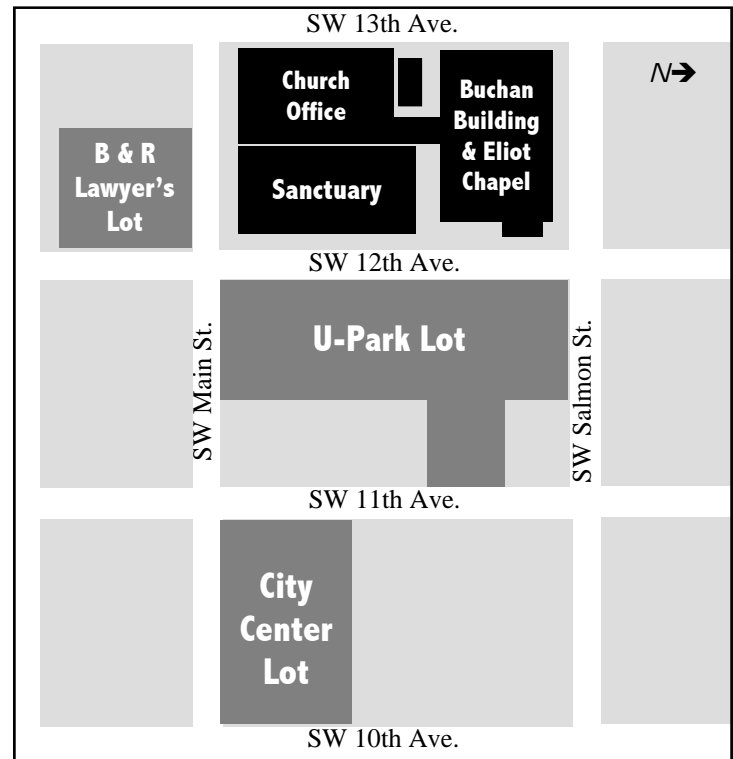 SW 13th Ave.
N➔
Church
Office
Buchan
Building
& Eliot
Chapel
B & R
Lawyer's
Lot
Sanctuary
SW 12th Ave.
U-Park Lot
SW Main St.
SW Salmon St.
SW 11th Ave.
City
Center
Lot
SW 10th Ave.